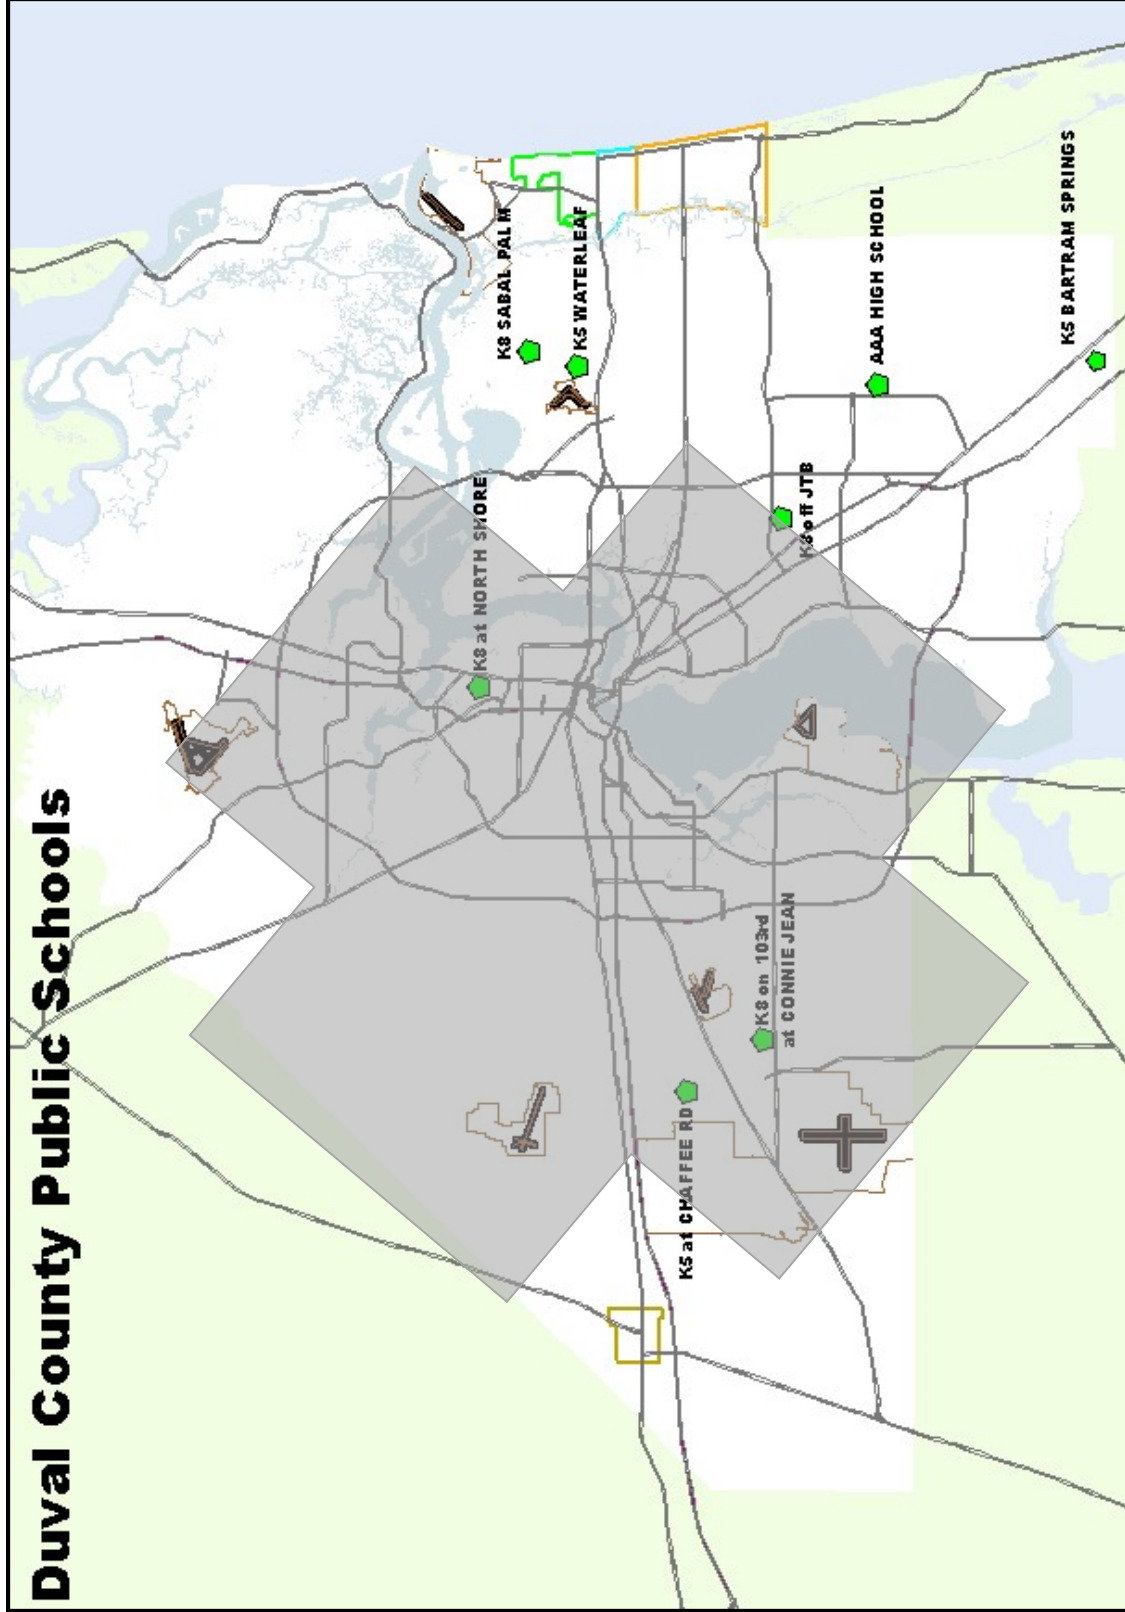 Duval County Public Schools
K8 SABAL PALM
K5 WATERLEAF
K8 at NORTH SHORE
AAA HIGH SCHOOL
K5 BARTRAM SPRINGS
off JTB
K8 on 103rd
at CONNIE JEAN
K5 at CHAFFEE RD